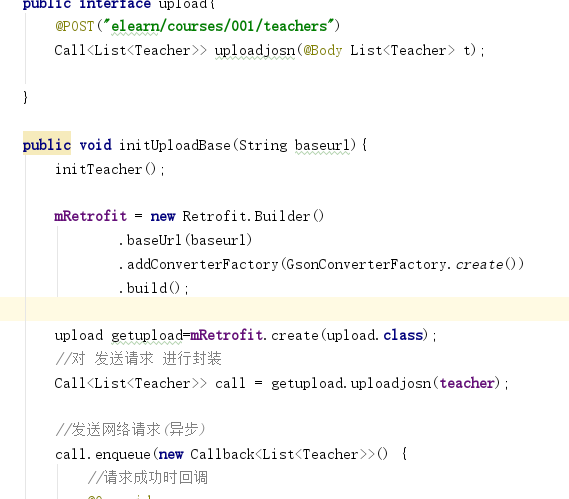 public interface upload{
@POST("elearn/courses/001/teachers")
Call<List<Teacher>> uploadjosn(@Body List<Teacher> t);
}
public void initUploadBase(String baseurl){
initTeacher();
mRetrofit = new Retrofit.Builder()
.baseUrl(baseurl)
.addConverterFactory(GsonConverterFactory.create())
.build();
upload getupload=mRetrofit.create(upload.class);
//对 发送请求 进行封装
Call<List<Teacher>> call = getupload.uploadjosn(teacher);
//发送网络请求(异步)
call.enqueue(new Callback<List<Teacher>>() {
//请求成功时回调